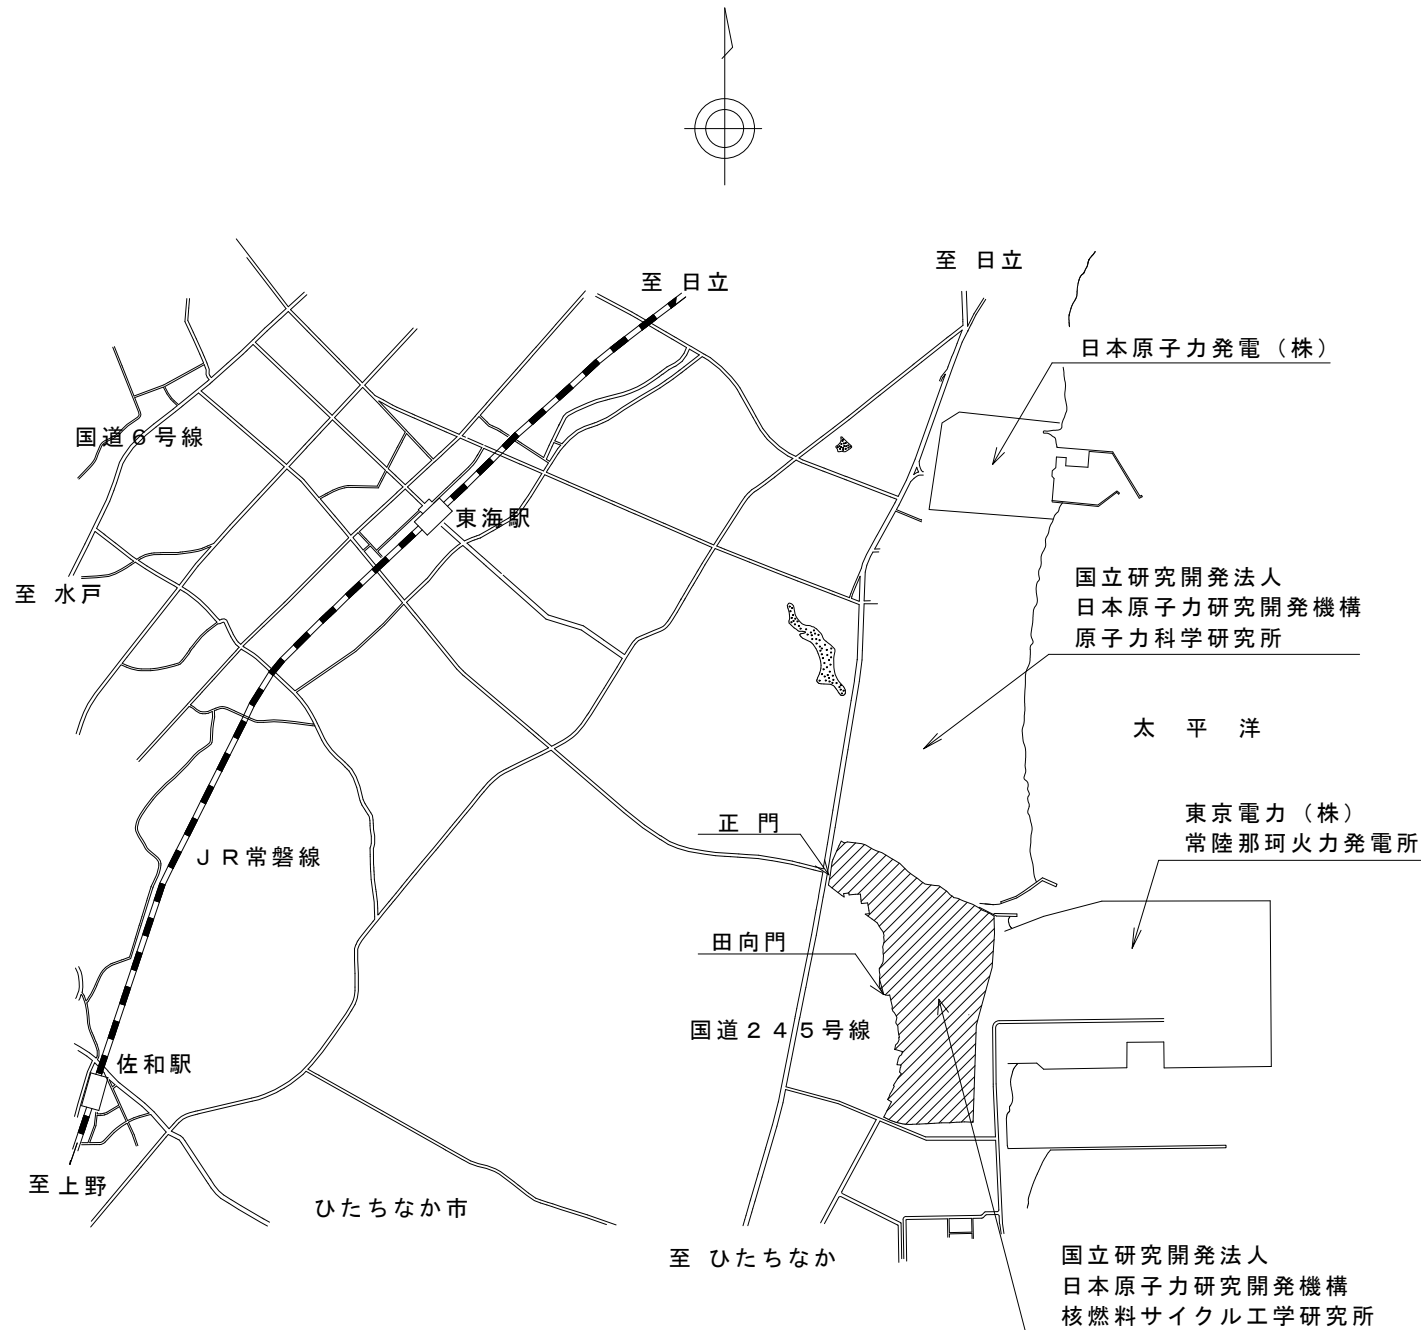 至 日立
至 日立
日本原子力発電（株）
国道６号線
東海駅
至 水戸
国立研究開発法人
日本原子力研究開発機構
原子力科学研究所
太 平 洋
東京電力（株）
常陸那珂火力発電所
正 門
ＪＲ常磐線
田向門
国道２４５号線
佐和駅
至 上野
ひたちなか市
至 ひたちなか
国立研究開発法人
日本原子力研究開発機構
核燃料サイクル工学研究所